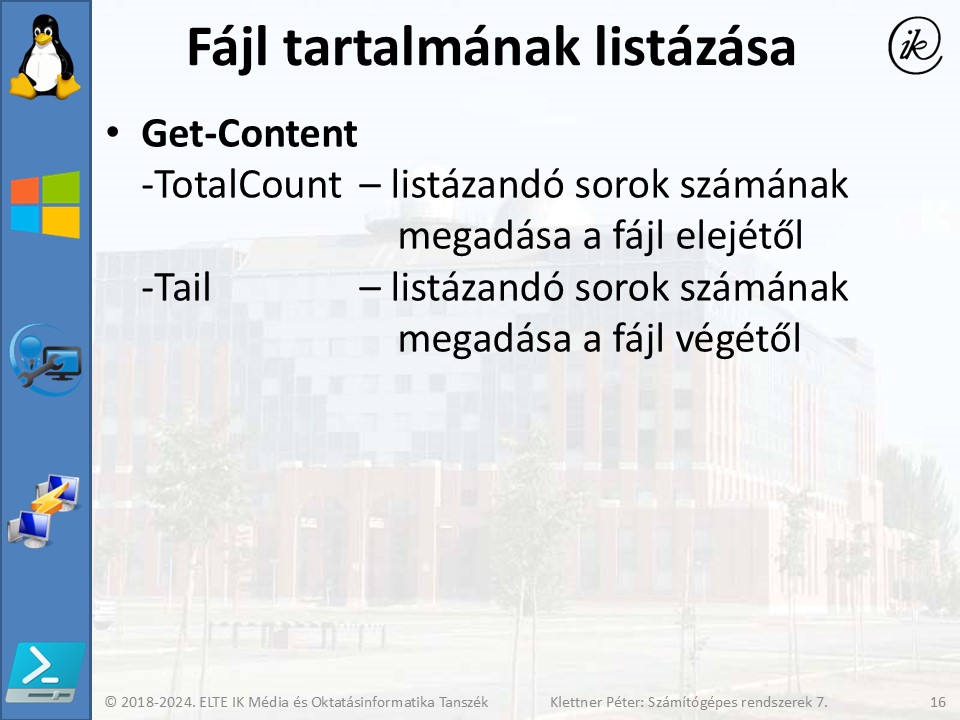 Fájl tartalmának listázása
ik
• Get-Content
-TotalCount – listázandó sorok számának
megadása a fájl elejétől
-Tail – listázandó sorok számának
megadása a fájl végétől
© 2018-2024. ELTE IK Média és Oktatásinformatika Tanszék Klettner Péter: Számítógépes rendszerek 7. 16